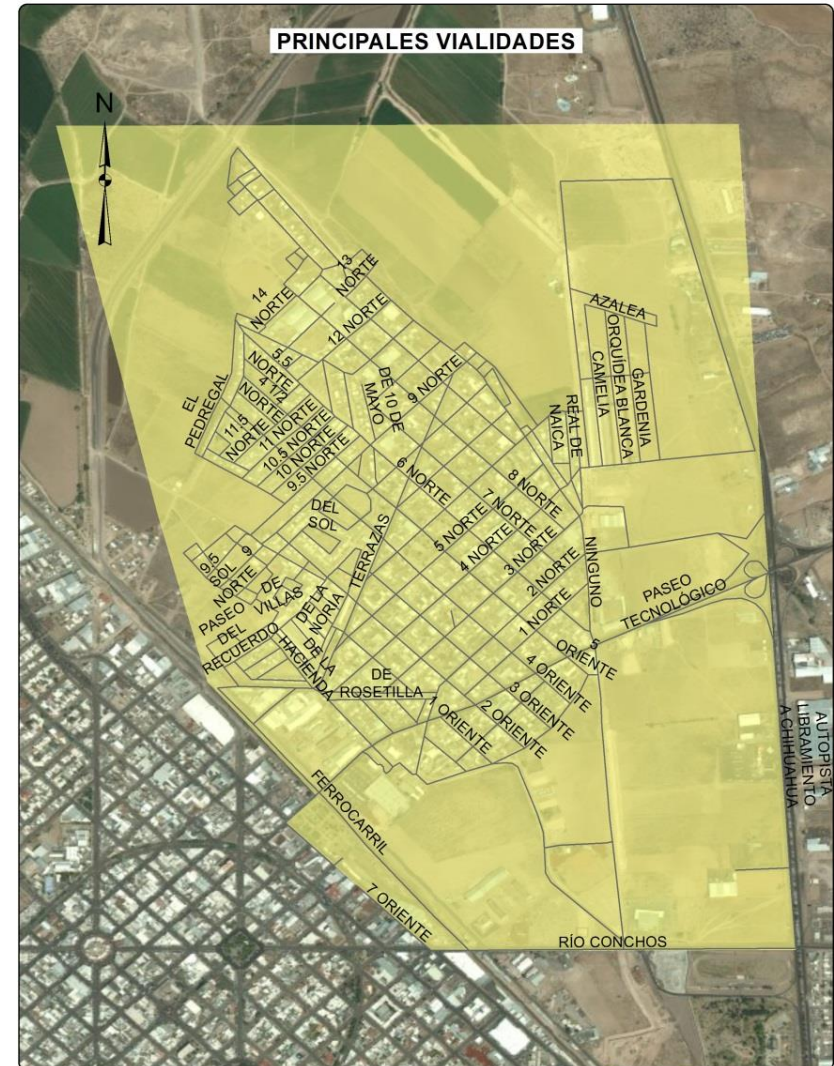 PRINCIPALES VIALIDADES
N
13
NORTE
14
NORTE
12 NORTE
AZALEA
ORQUÍDEA BLANCA
CAMELIA
GARDENIA
5.5
NORTE
4 1/2
NORTE
DE 10 DE
MAYO
9 NORTE
EL
PEDREGAL
11.5
NORTE
11 NORTE
10.5 NORTE
10 NORTE
9.5 NORTE
REAL DE
NAICA
6 NORTE
8 NORTE
7 NORTE
5 NORTE
4 NORTE
3 NORTE
2 NORTE
1 NORTE
NINGUNO
DEL
SOL
TERRAZAS
9.5
SOL
9
NORTE
PASEO DE
VILLAS
DEL
RECUERDO
DE LA
NORIA
DE LA
HACIENDA
PASEO
TECNOLÓGICO
5
ORIENTE
4 ORIENTE
3 ORIENTE
2 ORIENTE
1 ORIENTE
DE
ROSETILLA
AUTOPISTA
LIBRAMIENTO
A CHIHUAHUA
FERROCARRIL
7 ORIENTE
RÍO CONCHOS